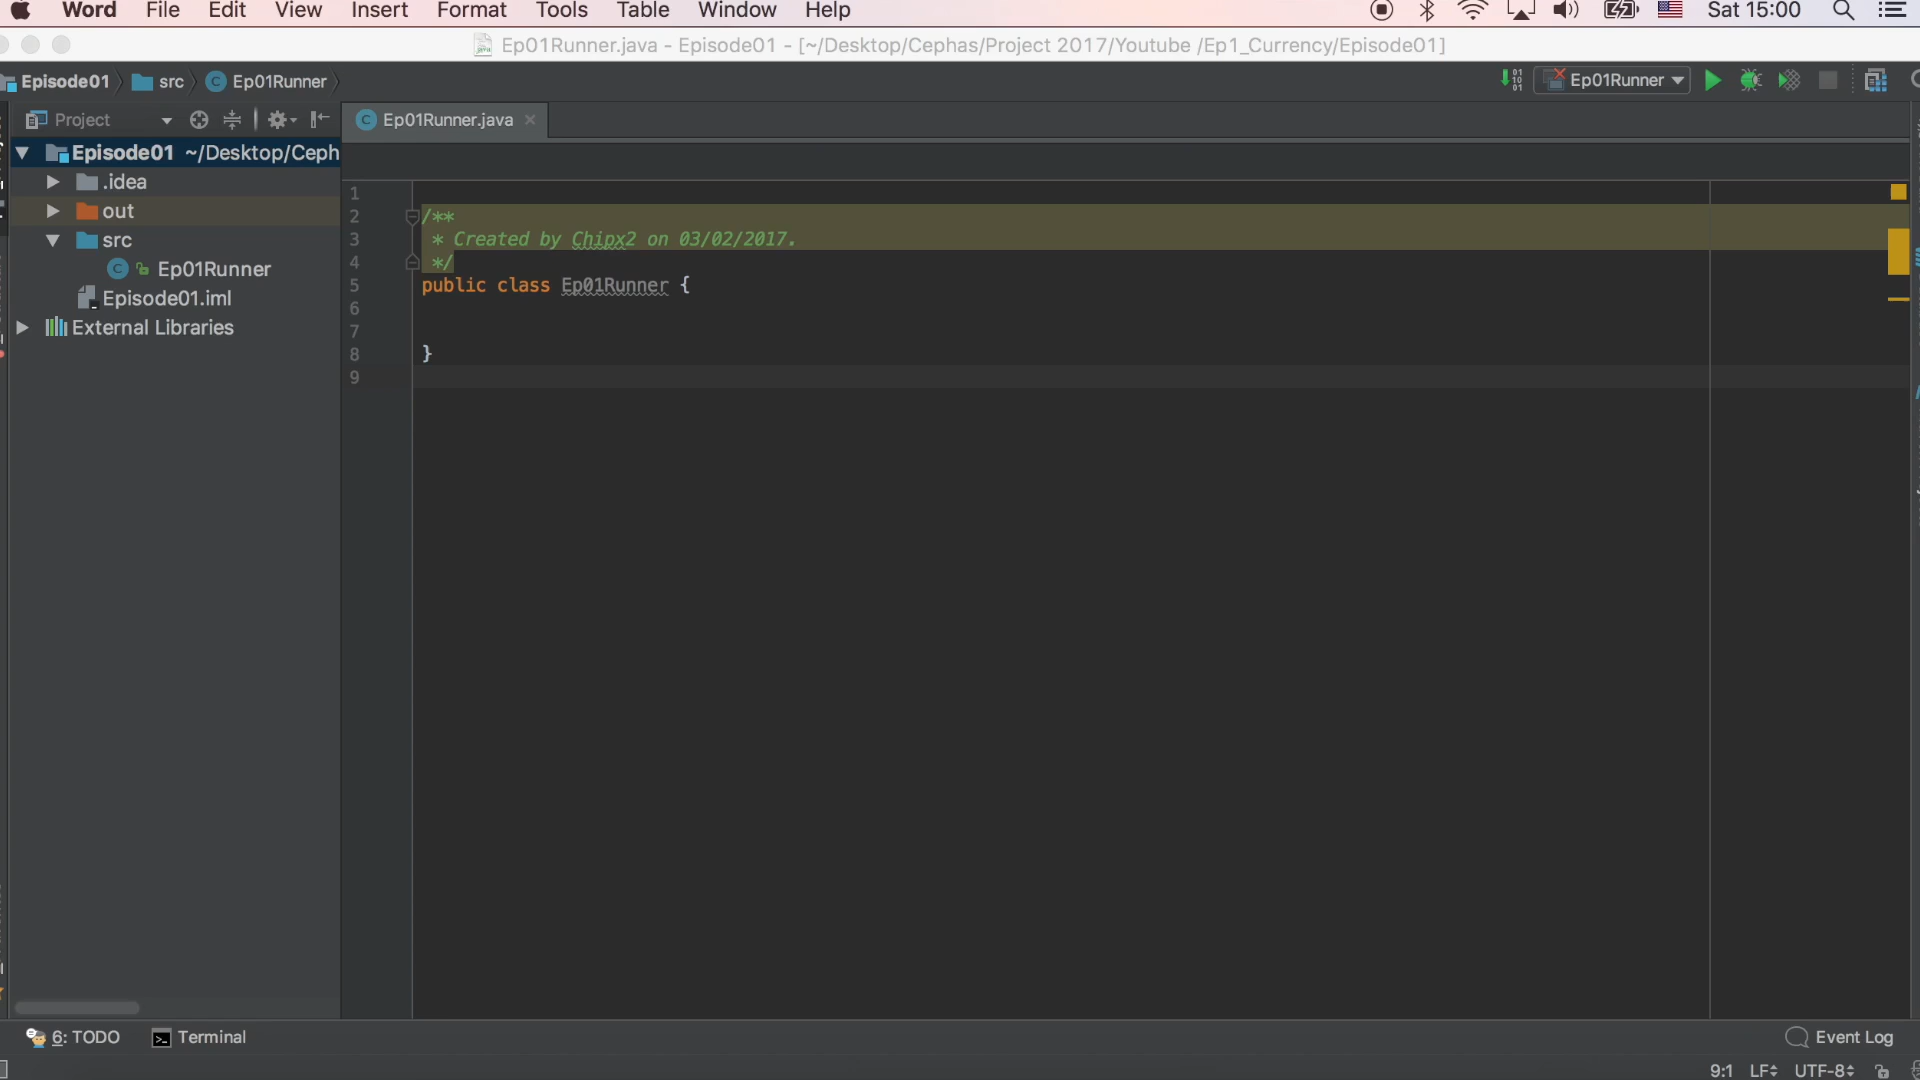 Word File Edit View Insert Format Tools Table Window Help Sat 15:00
Ep01Runner.java - Episode01 - [~/Desktop/Cephas/Project 2017/Youtube /Ep1_Currency/Episode01]
Episode01 src Ep01Runner Ep01Runner
Project Ep01Runner.java
Episode01 ~/Desktop/Ceph
.idea
out
src
Ep01Runner
Episode01.iml
External Libraries
1
2 /**
3 * Created by Chipx2 on 03/02/2017.
4 */
5 public class Ep01Runner {
6
7
8 }
9
6: TODO Terminal Event Log
9:1 LF UTF-8